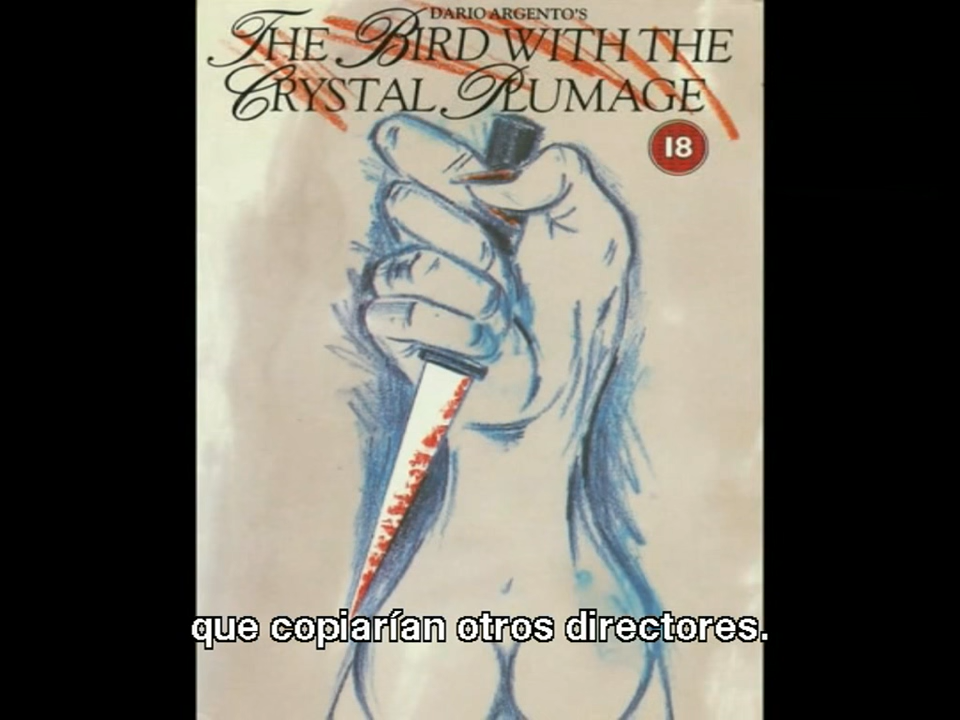 DARIO ARGENTO'S
THE BIRD WITH THE
CRYSTAL PLUMAGE
18
que copiarían otros directores.